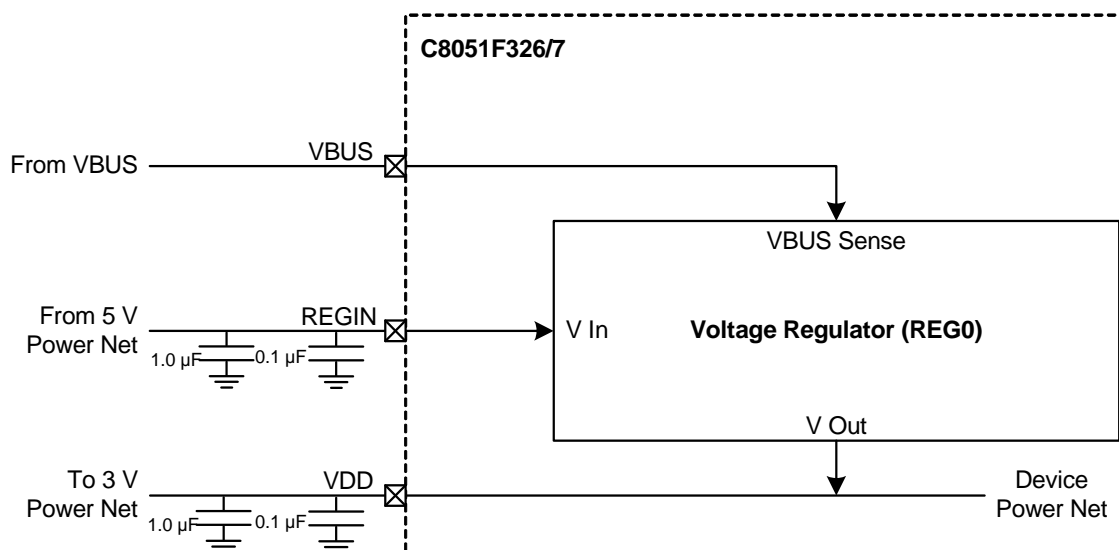 C8051F326/7
From VBUS
VBUS
VBUS Sense
From 5 V
Power Net
REGIN
1.0 µF
0.1 µF
V In
Voltage Regulator (REG0)
V Out
To 3 V
Power Net
VDD
1.0 µF
0.1 µF
Device
Power Net